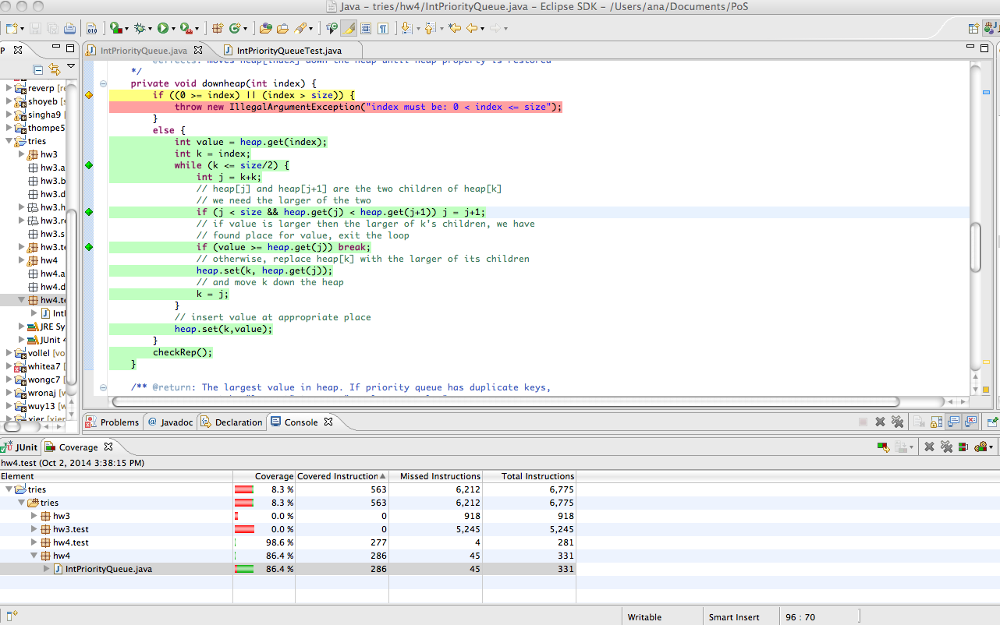 Java – tries/hw4/IntPriorityQueue.java – Eclipse SDK – /Users/ana/Documents/PoS
P
IntPriorityQueue.java
IntPriorityQueueTest.java
reverp [re
shoyeb [s
singha9
thompe5
tries
hw3
hw3.a
hw3.b
hw3.d
hw3.h
hw3.re
hw3.s
hw3.te
hw4
hw4.a
hw4.d
hw4.te
Intl
JRE Sy
JUnit 4
vollel [vo
whitea7
wongc7
wronaj [w
wuy13 [w
xier [xier
@effects: moves heap[index] down the heap until heap property is restored
*/
private void downheap(int index) {
if ((0 >= index) || (index > size)) {
throw new IllegalArgumentException("index must be: 0 < index <= size");
}
else {
int value = heap.get(index);
int k = index;
while (k <= size/2) {
int j = k+k;
// heap[j] and heap[j+1] are the two children of heap[k]
// we need the larger of the two
if (j < size && heap.get(j) < heap.get(j+1)) j = j+1;
// if value is larger then the larger of k's children, we have
// found place for value, exit the loop
if (value >= heap.get(j)) break;
// otherwise, replace heap[k] with the larger of its children
heap.set(k, heap.get(j));
// and move k down the heap
k = j;
}
// insert value at appropriate place
heap.set(k,value);
}
checkRep();
}
/** @return: The largest value in heap. If priority queue has duplicate keys,
Problems
@ Javadoc
Declaration
Console
JUnit
Coverage
hw4.test (Oct 2, 2014 3:38:15 PM)
Element Coverage Covered Instruction Missed Instructions Total Instructions
tries 8.3 % 563 6,212 6,775
tries 8.3 % 563 6,212 6,775
hw3 0.0 % 0 918 918
hw3.test 0.0 % 0 5,245 5,245
hw4.test 98.6 % 277 4 281
hw4 86.4 % 286 45 331
IntPriorityQueue.java 86.4 % 286 45 331
Writable
Smart Insert
96 : 70